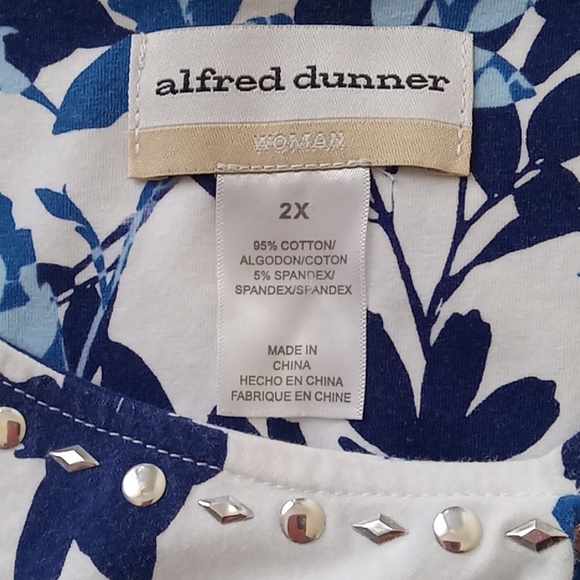 alfred dunner
WOMAN
2X
95% COTTON/
ALGODON/COTON
5% SPANDEX/
SPANDEX/SPANDEX
MADE IN
CHINA
HECHO EN CHINA
FABRIQUE EN CHINE